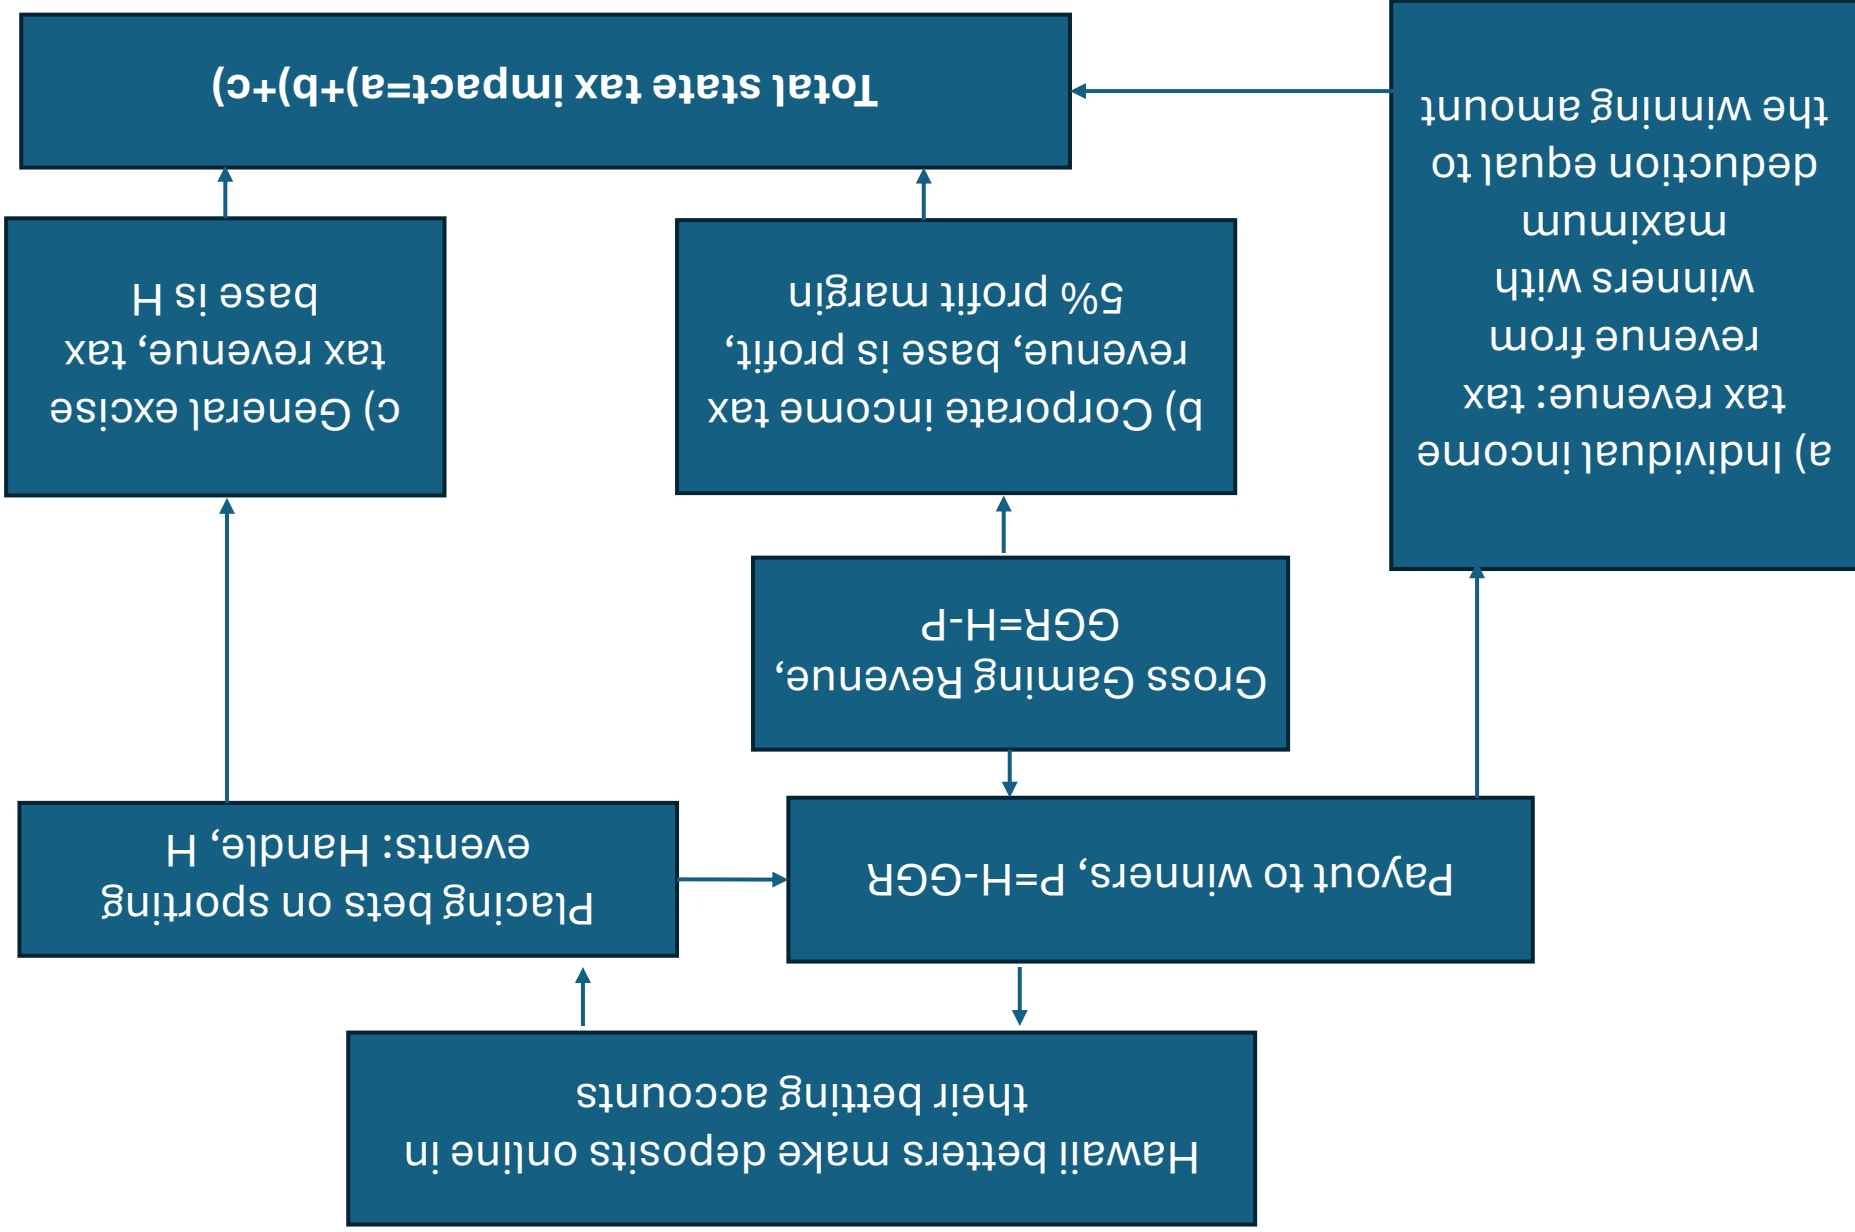 Hawaii betters make deposits online in
their betting accounts
Payout to winners, P=H-GGR
Placing bets on sporting
events: Handle, H
Gross Gaming Revenue,
GGR=H-P
a) Individual income
tax revenue: tax
revenue from
winners with
maximum
deduction equal to
the winning amount
b) Corporate income tax
revenue, base is profit,
5% profit margin
c) General excise
tax revenue, tax
base is H
Total state tax impact=a)+b)+c)